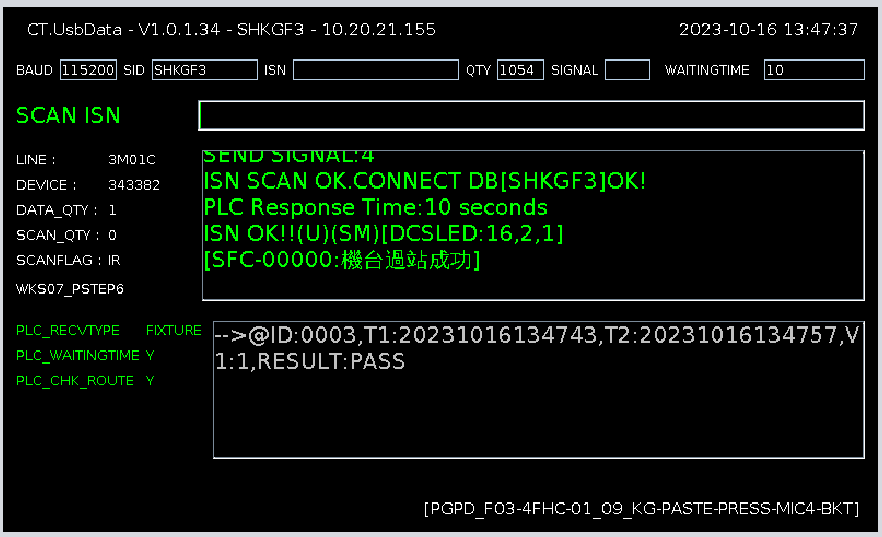 CT.UsbData - V1.0.1.34 - SHKGF3 - 10.20.21.155 2023-10-16 13:47:37
BAUD 115200 SID SHKGF3 ISN QTY 1054 SIGNAL WAITINGTIME 10
SCAN ISN
LINE : 3M01C
DEVICE : 343382
DATA_QTY : 1
SCAN_QTY : 0
SCANFLAG : IR
WKS07_PSTEP6
SEND SIGNAL:4
ISN SCAN OK.CONNECT DB[SHKGF3]OK!
PLC Response Time:10 seconds
ISN OK!!(U)(SM)[DCSLED:16,2,1]
[SFC-00000:機台過站成功]
PLC_RECVTYPE FIXTURE
PLC_WAITINGTIME Y
PLC_CHK_ROUTE Y
-->@ID:0003,T1:20231016134743,T2:20231016134757,V
1:1,RESULT:PASS
[PGPD_F03-4FHC-01_09_KG-PASTE-PRESS-MIC4-BKT]